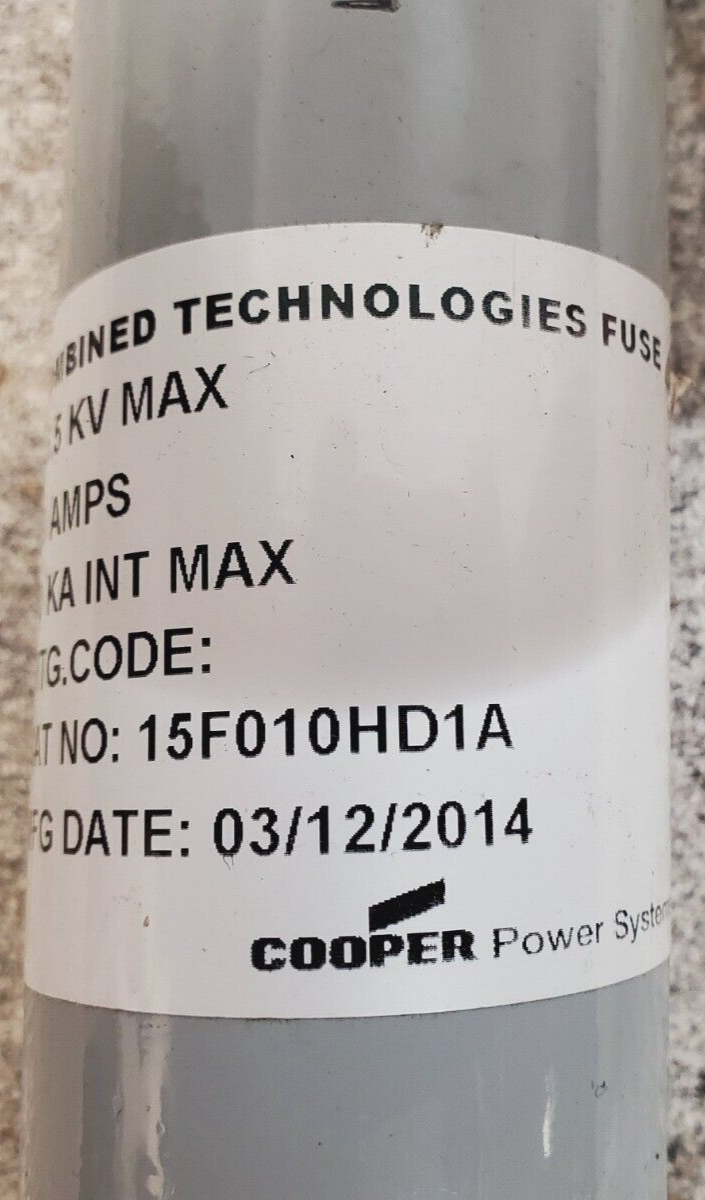 MBINED TECHNOLOGIES FUSE
5 KV MAX
AMPS
KA INT MAX
TG.CODE:
AT NO: 15F010HD1A
FG DATE: 03/12/2014
COOPER Power System